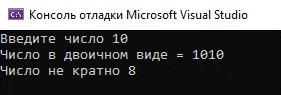 Консоль отладки Microsoft Visual Studio
Введите число 10
Число в двоичном виде = 1010
Число не кратно 8